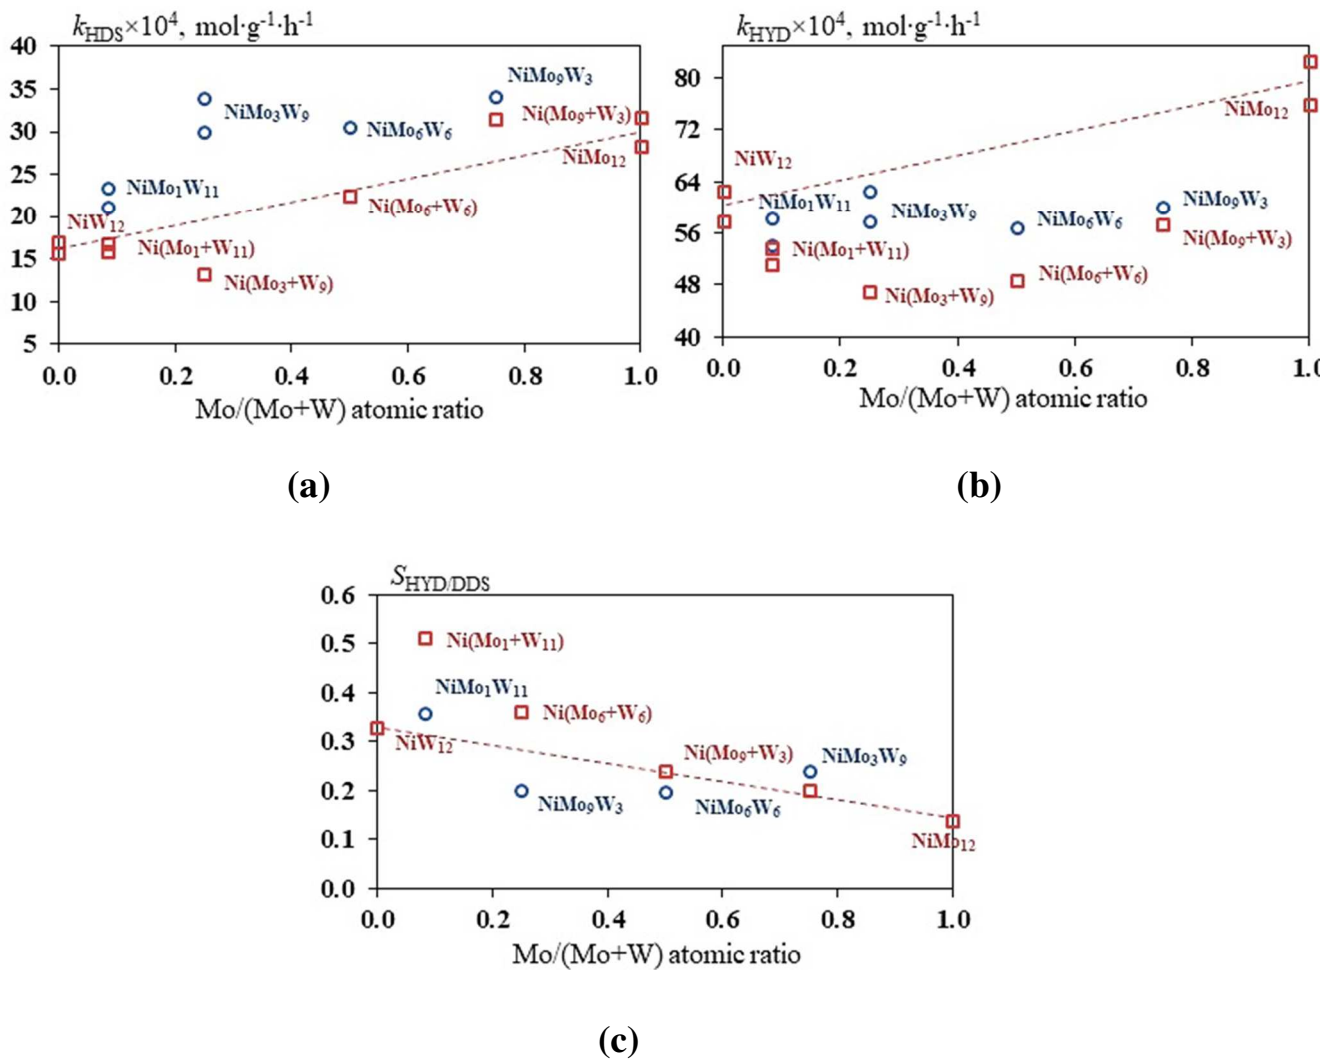 k_HDS×10⁴, mol·g⁻¹·h⁻¹
40
35
30
25
20
15
10
5
NiMo₉W₃
NiMo₃W₉
Ni(Mo₉+W₃)
NiMo₆W₆
NiMo₁₂
NiMo₁W₁₁
Ni(Mo₆+W₆)
NiW₁₂
Ni(Mo₁+W₁₁)
Ni(Mo₃+W₉)
0.0 0.2 0.4 0.6 0.8 1.0
Mo/(Mo+W) atomic ratio
(a)
k_HYD×10⁴, mol·g⁻¹·h⁻¹
80
72
64
56
48
40
NiMo₁₂
NiW₁₂
NiMo₁W₁₁
NiMo₃W₉
NiMo₆W₆
NiMo₉W₃
Ni(Mo₁+W₁₁)
Ni(Mo₉+W₃)
Ni(Mo₆+W₆)
Ni(Mo₃+W₉)
0.0 0.2 0.4 0.6 0.8 1.0
Mo/(Mo+W) atomic ratio
(b)
S_HYD/DDS
0.6
0.5
0.4
0.3
0.2
0.1
0.0
Ni(Mo₁+W₁₁)
NiMo₁W₁₁
Ni(Mo₆+W₆)
NiW₁₂
Ni(Mo₉+W₃)
NiMo₃W₉
NiMo₉W₃
NiMo₆W₆
NiMo₁₂
0.0 0.2 0.4 0.6 0.8 1.0
Mo/(Mo+W) atomic ratio
(c)